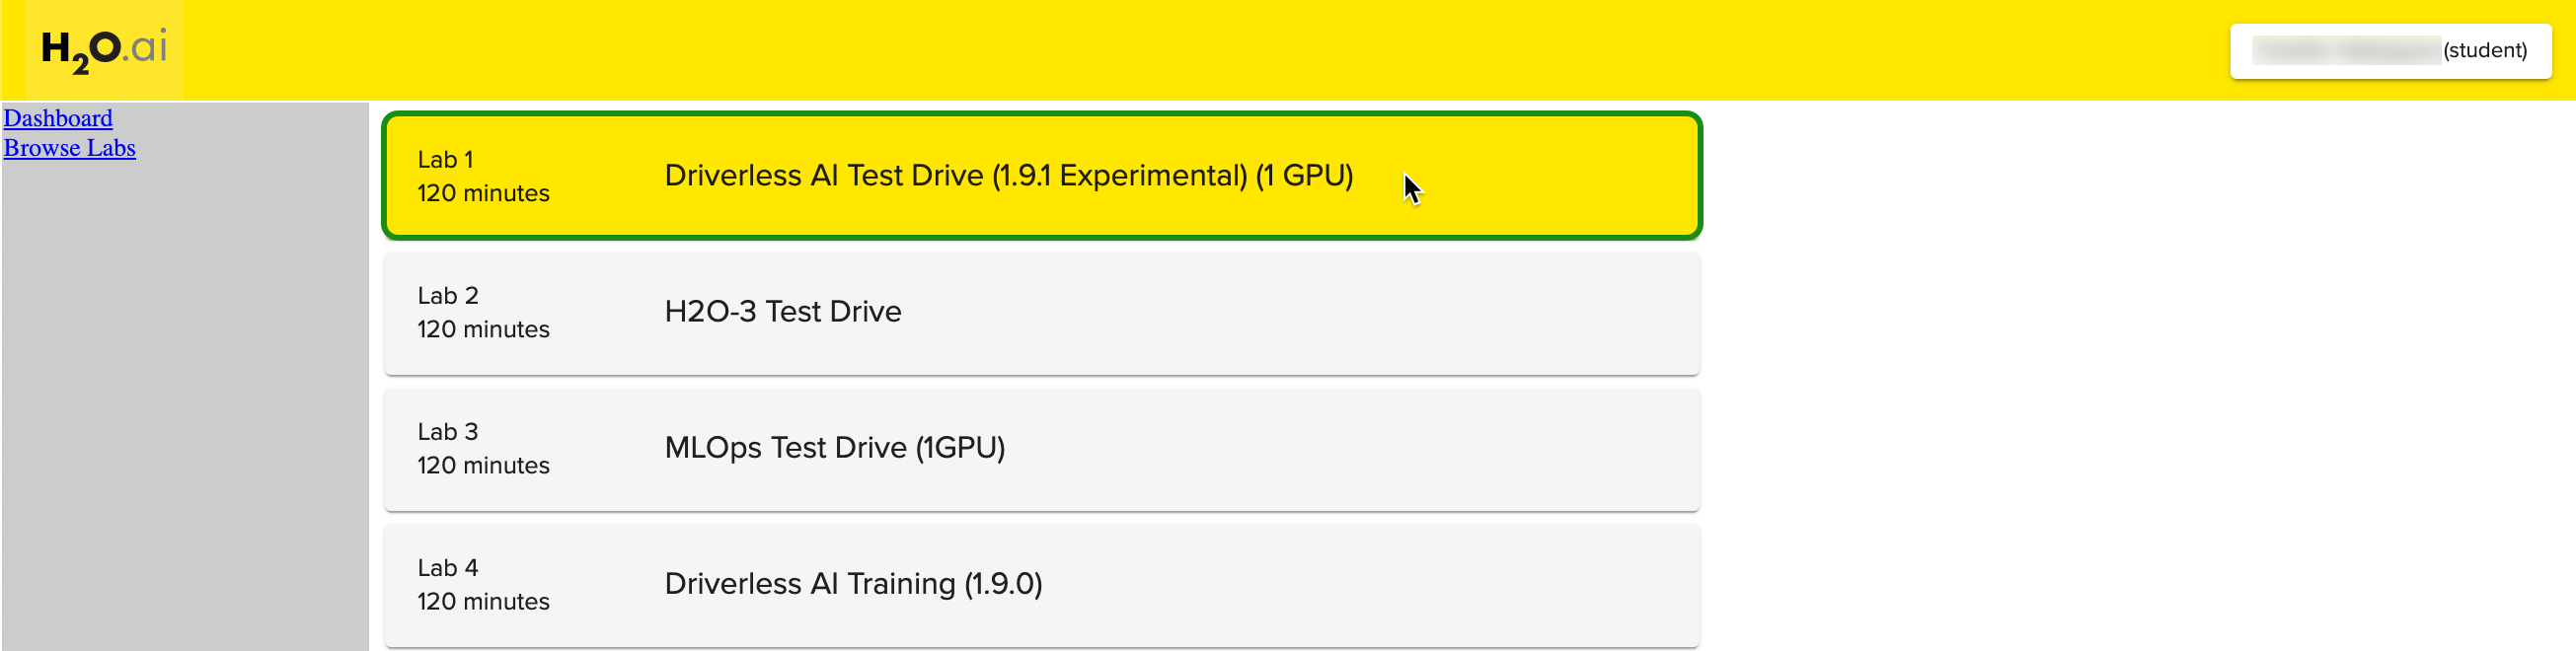 H2O.ai
(student)
Dashboard
Browse Labs
Lab 1
120 minutes
Driverless AI Test Drive (1.9.1 Experimental) (1 GPU)
Lab 2
120 minutes
H2O-3 Test Drive
Lab 3
120 minutes
MLOps Test Drive (1GPU)
Lab 4
120 minutes
Driverless AI Training (1.9.0)